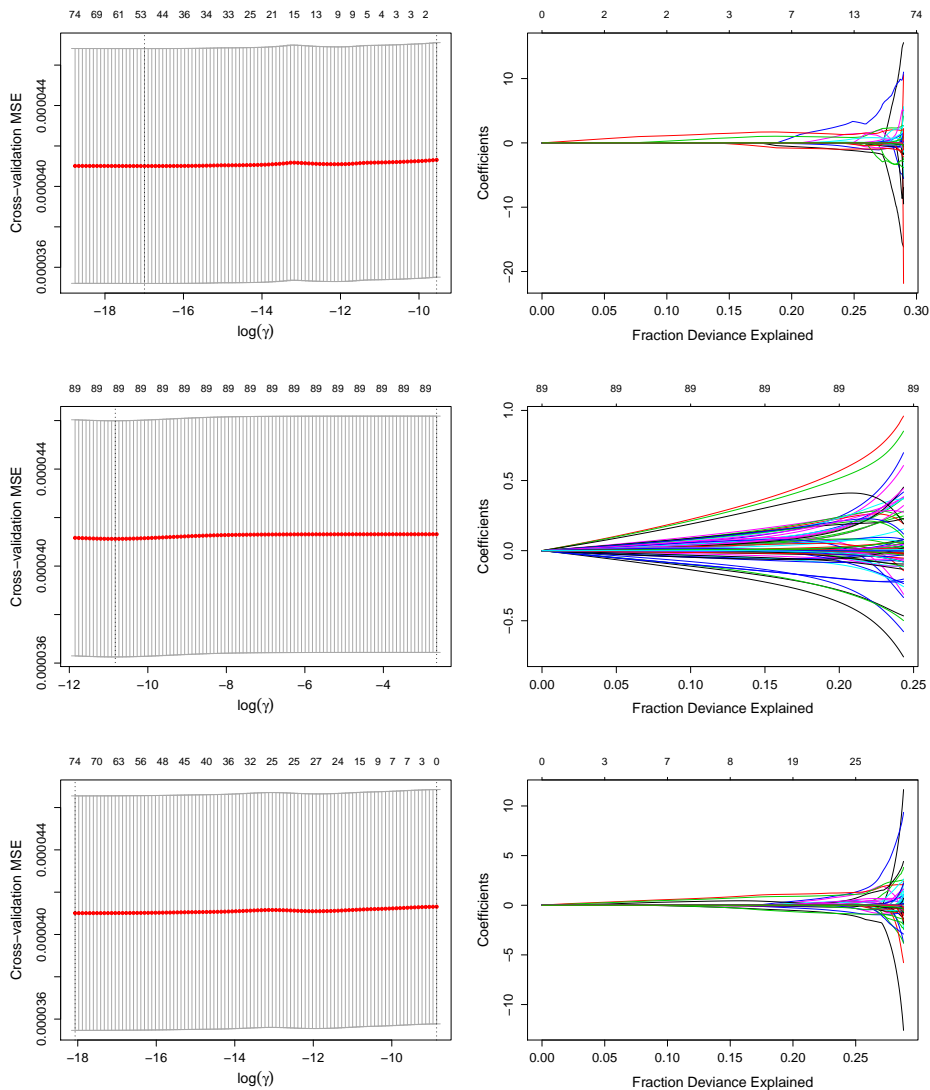 74 69 61 53 44 36 34 33 25 21 15 13 9 9 5 4 3 3 2
Cross−validation MSE
0.000036 0.000040 0.000044
−18 −16 −14 −12 −10
log(γ)
0 2 2 3 7 13 74
Coefficients
−20 −10 0 10
0.00 0.05 0.10 0.15 0.20 0.25 0.30
Fraction Deviance Explained
89 89 89 89 89 89 89 89 89 89 89 89 89 89 89 89 89 89
Cross−validation MSE
0.000036 0.000040 0.000044
−12 −10 −8 −6 −4
log(γ)
89 89 89 89 89 89
Coefficients
−0.5 0.0 0.5 1.0
0.00 0.05 0.10 0.15 0.20 0.25
Fraction Deviance Explained
74 70 63 56 48 45 40 36 32 25 25 27 24 15 9 7 7 3 0
Cross−validation MSE
0.000036 0.000040 0.000044
−18 −16 −14 −12 −10
log(γ)
0 3 7 8 19 25
Coefficients
−10 −5 0 5 10
0.00 0.05 0.10 0.15 0.20 0.25
Fraction Deviance Explained